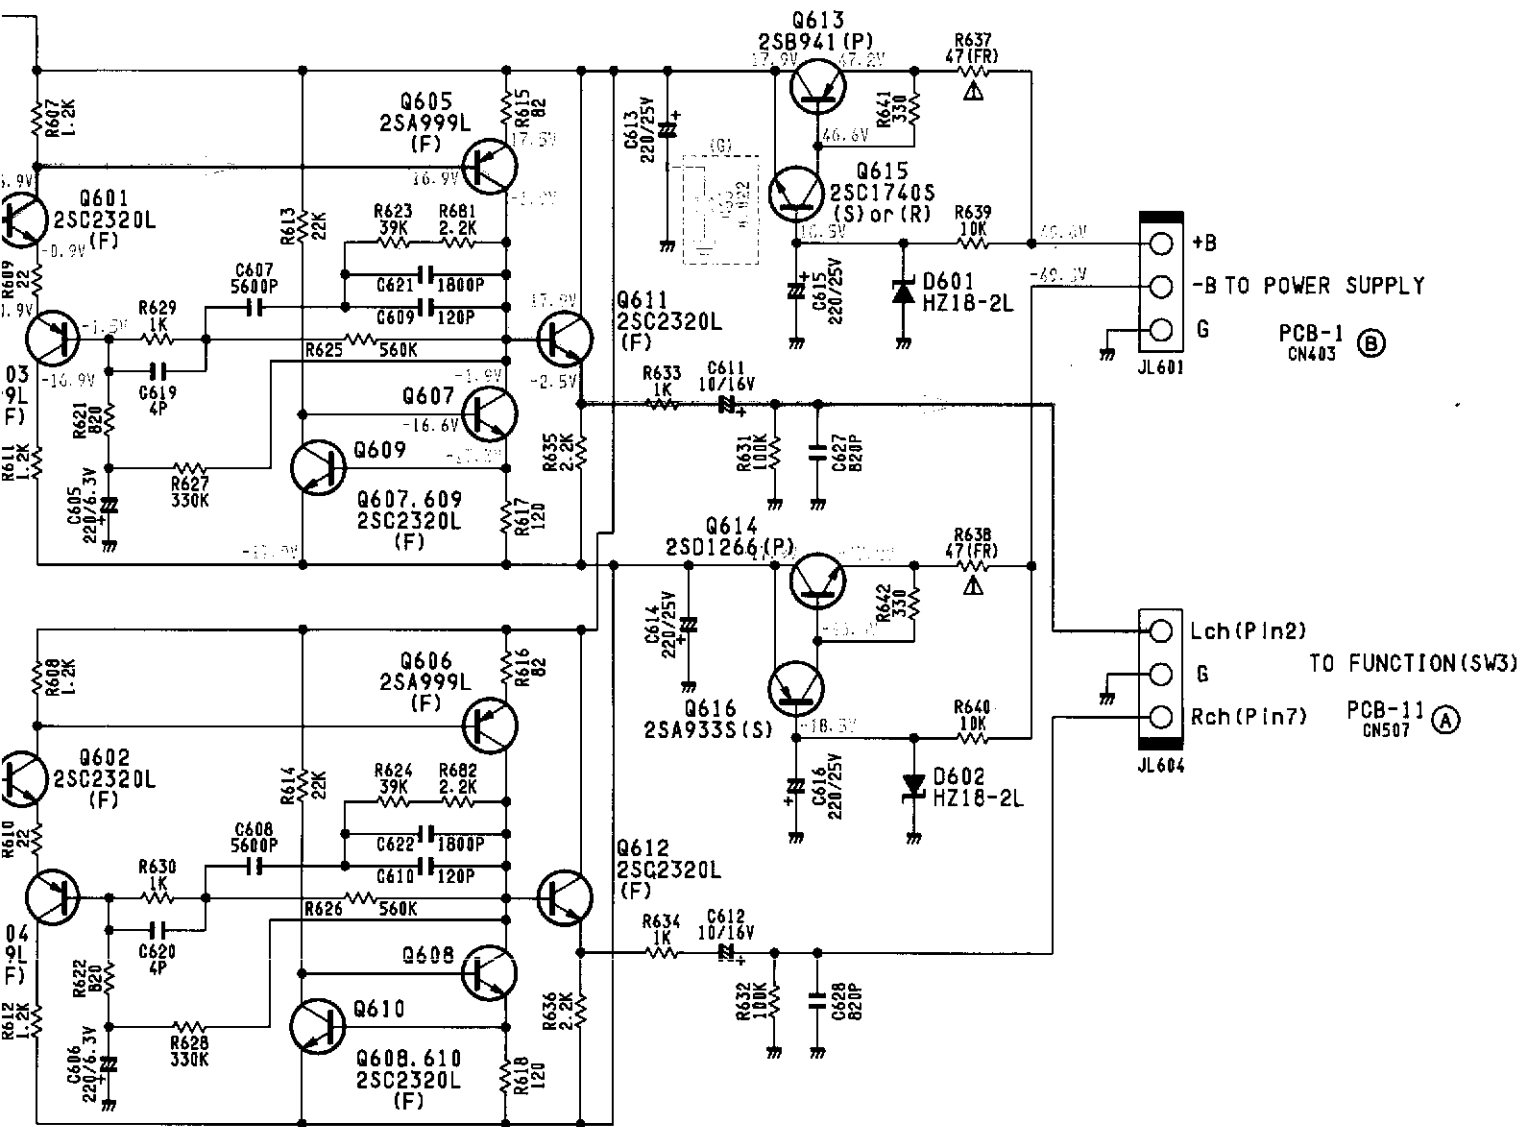 Q613
2SB941(P)
17.9V
47.2V
R637
47(FR)
R607
1.2K
Q605
2SA999L
(F)
R615
82
17.5V
C613
220/25V
(G)
R641
330
46.6V
16.9V
Q615
2SC1740S
(S)or(R)
Q601
2SC2320L
(F)
-0.9V
R613
22K
R623
39K
R681
2.2K
R639
10K
+B
R609
22
C607
5600P
C621
1800P
C609
120P
Q611
2SC2320L
(F)
C615
220/25V
D601
HZ18-2L
-B TO POWER SUPPLY
G
PCB-1 B
CN403
JL601
R629
1K
R625
560K
-16.9V
03
9L
F)
C619
4P
-1.9V
-2.5V
R633
1K
C611
10/16V
R621
820
Q607
-16.6V
R611
1.2K
R627
330K
C605
220/6.3V
Q609
Q607.609
2SC2320L
(F)
R635
2.2K
R617
120
R631
100K
C627
820P
Q614
2SD1266(P)
R638
47(FR)
R642
330
C614
220/25V
Lch(Pin2)
TO FUNCTION(SW3)
G
Rch(Pin7)
PCB-11 A
CN507
JL604
R608
1.2K
Q606
2SA999L
(F)
R616
82
Q616
2SA933S(S)
R640
10K
C616
220/25V
D602
HZ18-2L
Q602
2SC2320L
(F)
R614
22K
R624
39K
R682
2.2K
R610
22
C608
5600P
C622
1800P
C610
120P
Q612
2SC2320L
(F)
R630
1K
R626
560K
04
9L
F)
C620
4P
R634
1K
C612
10/16V
R622
820
Q608
R612
1.2K
R628
330K
C606
220/6.3V
Q610
Q608.610
2SC2320L
(F)
R636
2.2K
R618
120
R632
100K
C628
820P